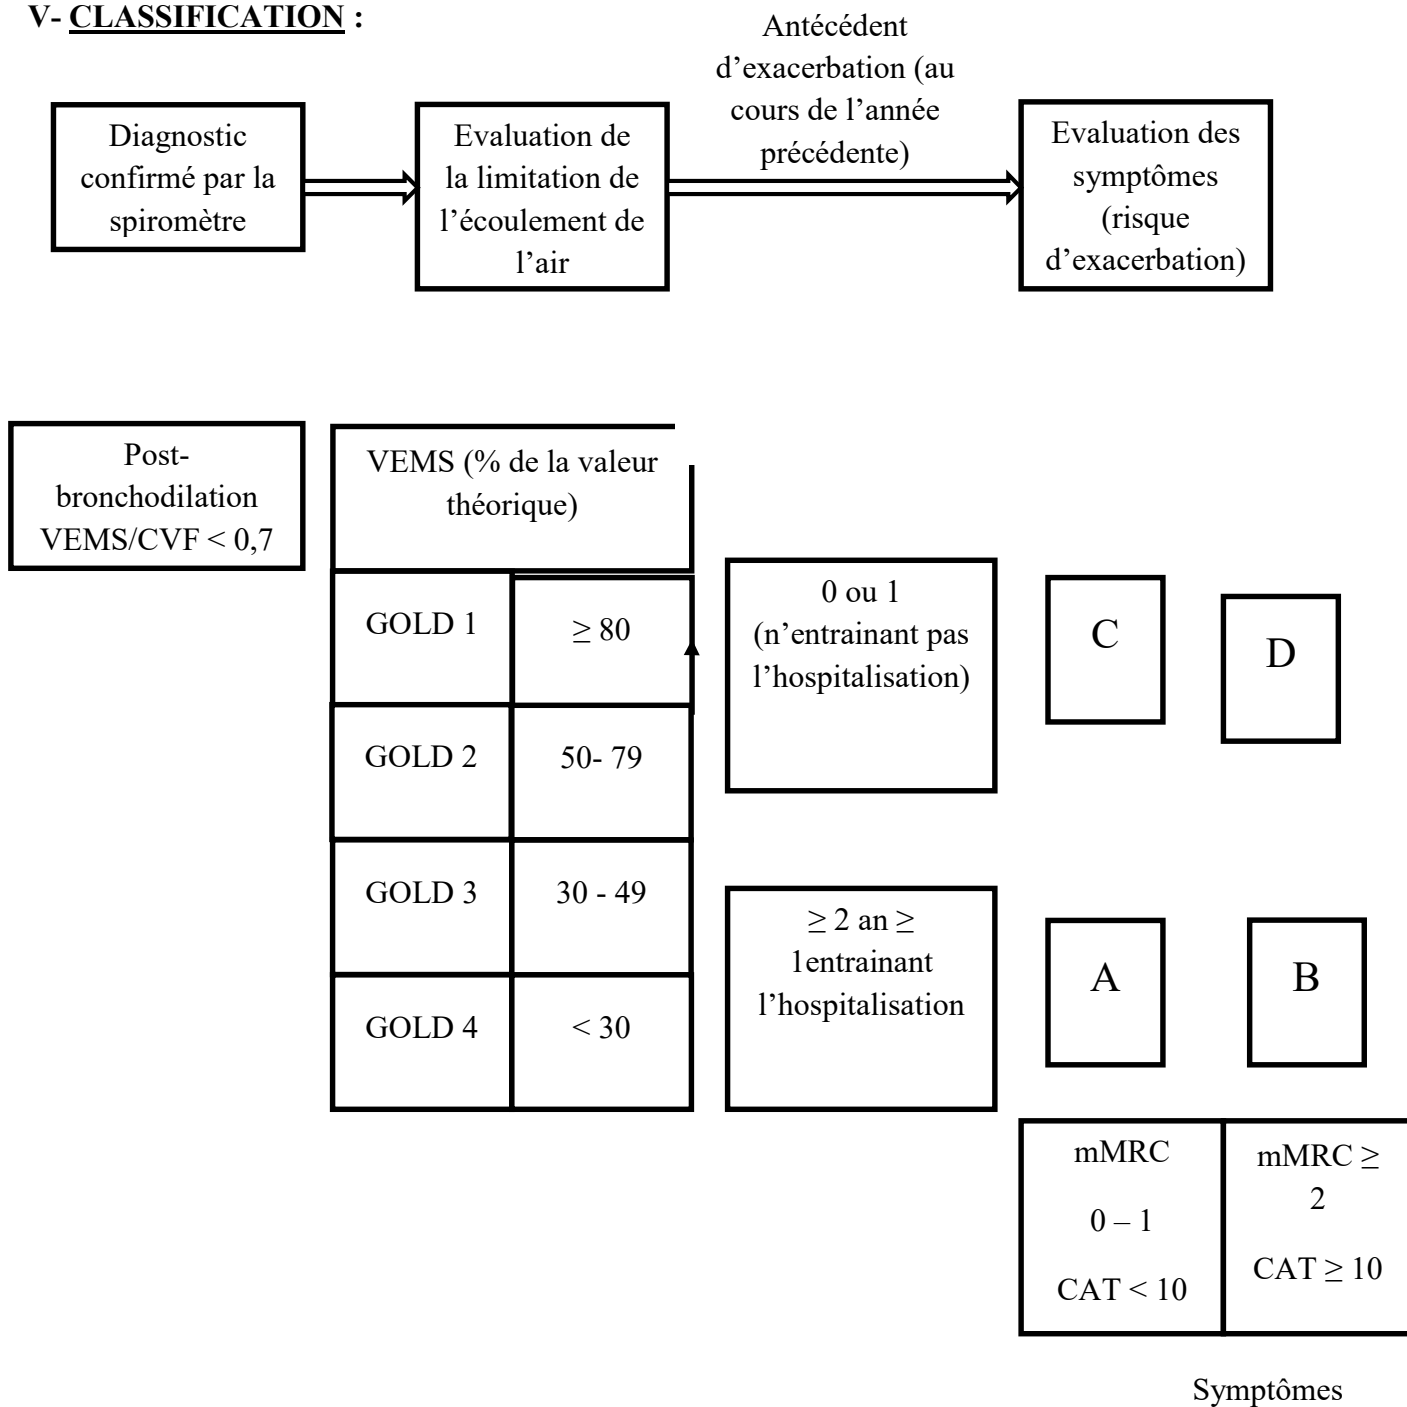 V- CLASSIFICATION :
Antécédent
d’exacerbation (au
cours de l’année
précédente)
Diagnostic
confirmé par la
spiromètre
Evaluation de
la limitation de
l’écoulement de
l’air
Evaluation des
symptômes
(risque
d’exacerbation)
Post-
bronchodilation
VEMS/CVF < 0,7
VEMS (% de la valeur
théorique)
GOLD 1
≥ 80
GOLD 2
50- 79
GOLD 3
30 - 49
GOLD 4
< 30
0 ou 1
(n’entrainant pas
l’hospitalisation)
C
D
≥ 2 an ≥
1entrainant
l’hospitalisation
A
B
mMRC
0 – 1
CAT < 10
mMRC ≥
2
CAT ≥ 10
Symptômes